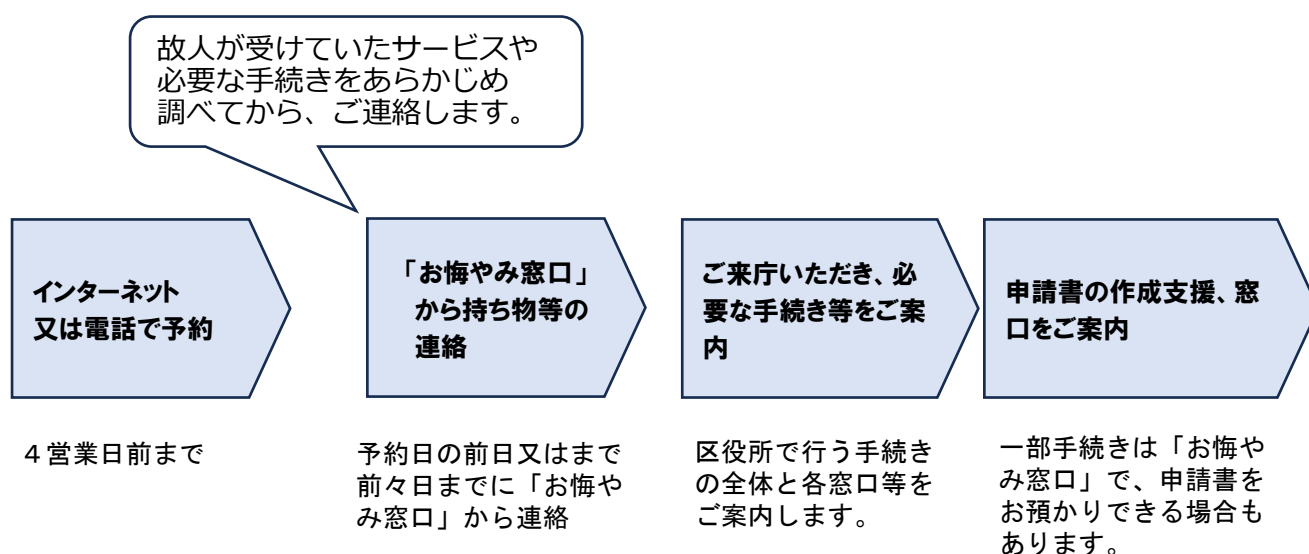 故人が受けていたサービスや
必要な手続きをあらかじめ
調べてから、ご連絡します。
インターネット
又は電話で予約
「お悔やみ窓口」
から持ち物等の
連絡
ご来庁いただき、必
要な手続き等をご案
内
申請書の作成支援、窓
口をご案内
４営業日前まで
予約日の前日又はまで
前々日までに「お悔や
み窓口」から連絡
区役所で行う手続き
の全体と各窓口等を
ご案内します。
一部手続きは「お悔や
み窓口」で、申請書を
お預かりできる場合も
あります。